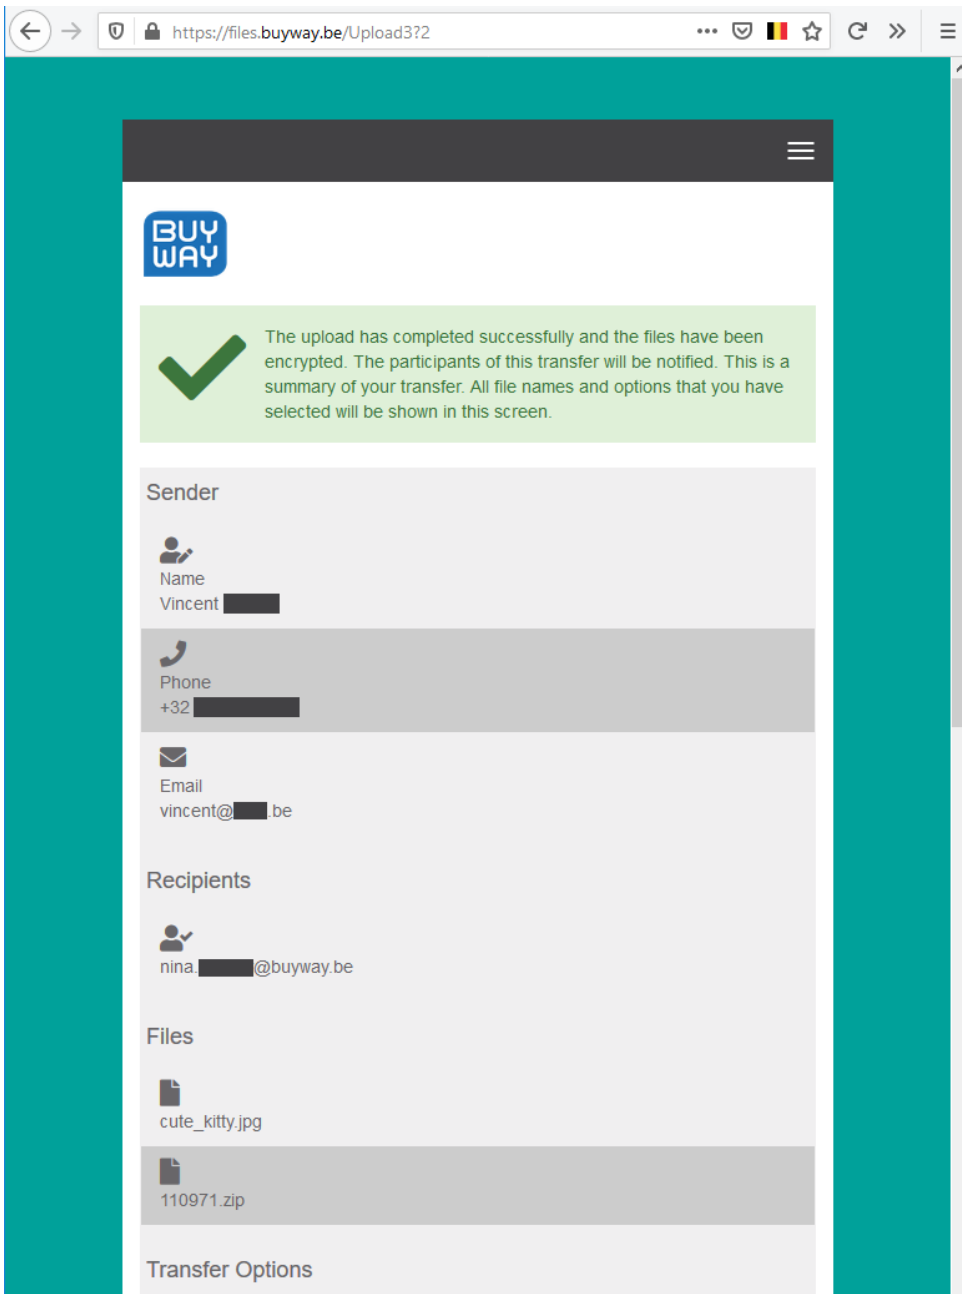 https://files.buyway.be/Upload3?2
BUY
WAY
The upload has completed successfully and the files have been
encrypted. The participants of this transfer will be notified. This is a
summary of your transfer. All file names and options that you have
selected will be shown in this screen.
Sender
Name
Vincent
Phone
+32
Email
vincent@ .be
Recipients
nina. @buyway.be
Files
cute_kitty.jpg
110971.zip
Transfer Options